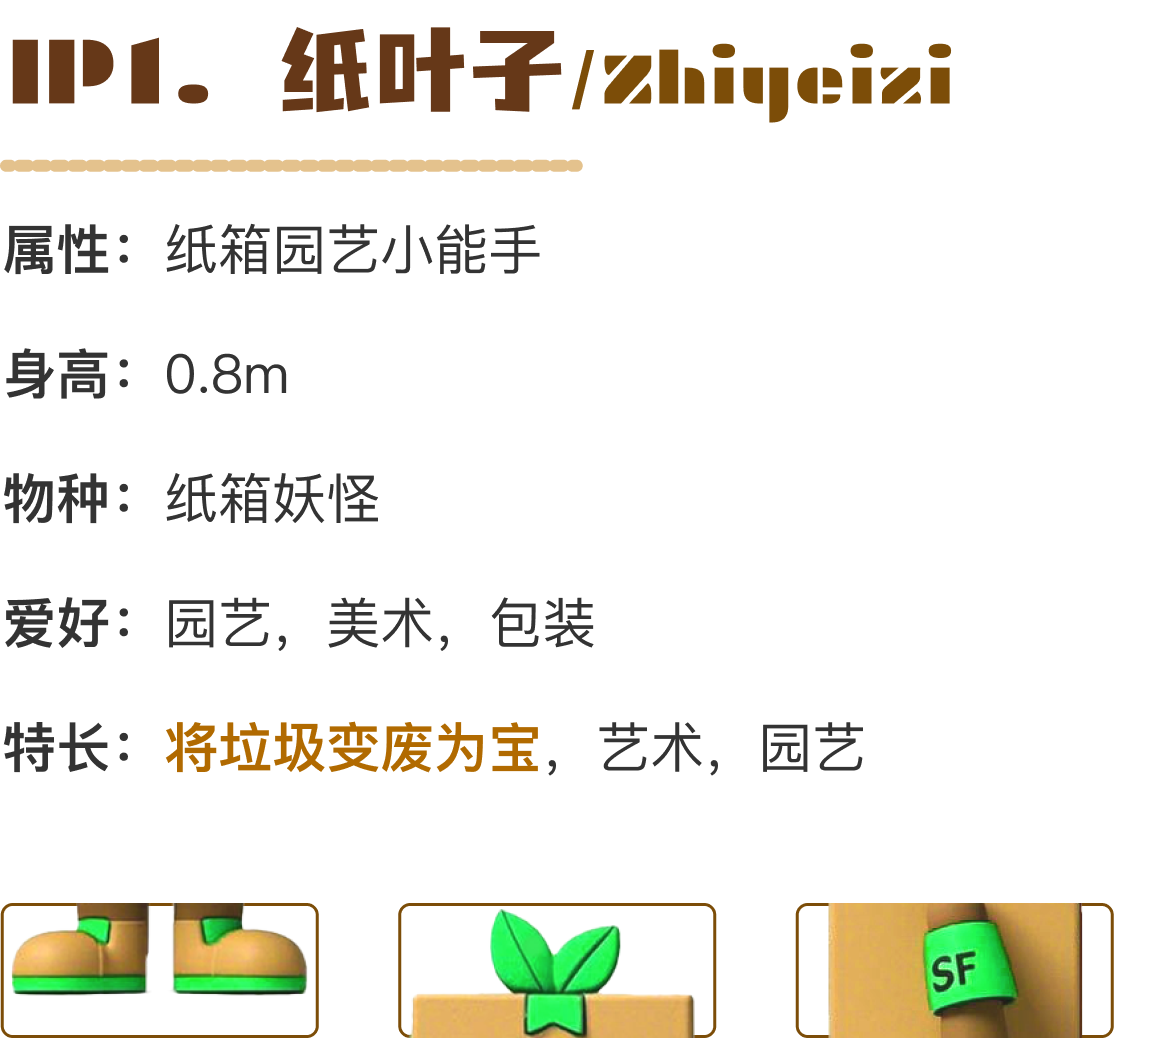 IP1. 纸叶子/Zhiyeizi
属性：纸箱园艺小能手
身高：0.8m
物种：纸箱妖怪
爱好：园艺，美术，包装
特长：将垃圾变废为宝，艺术，园艺
SF